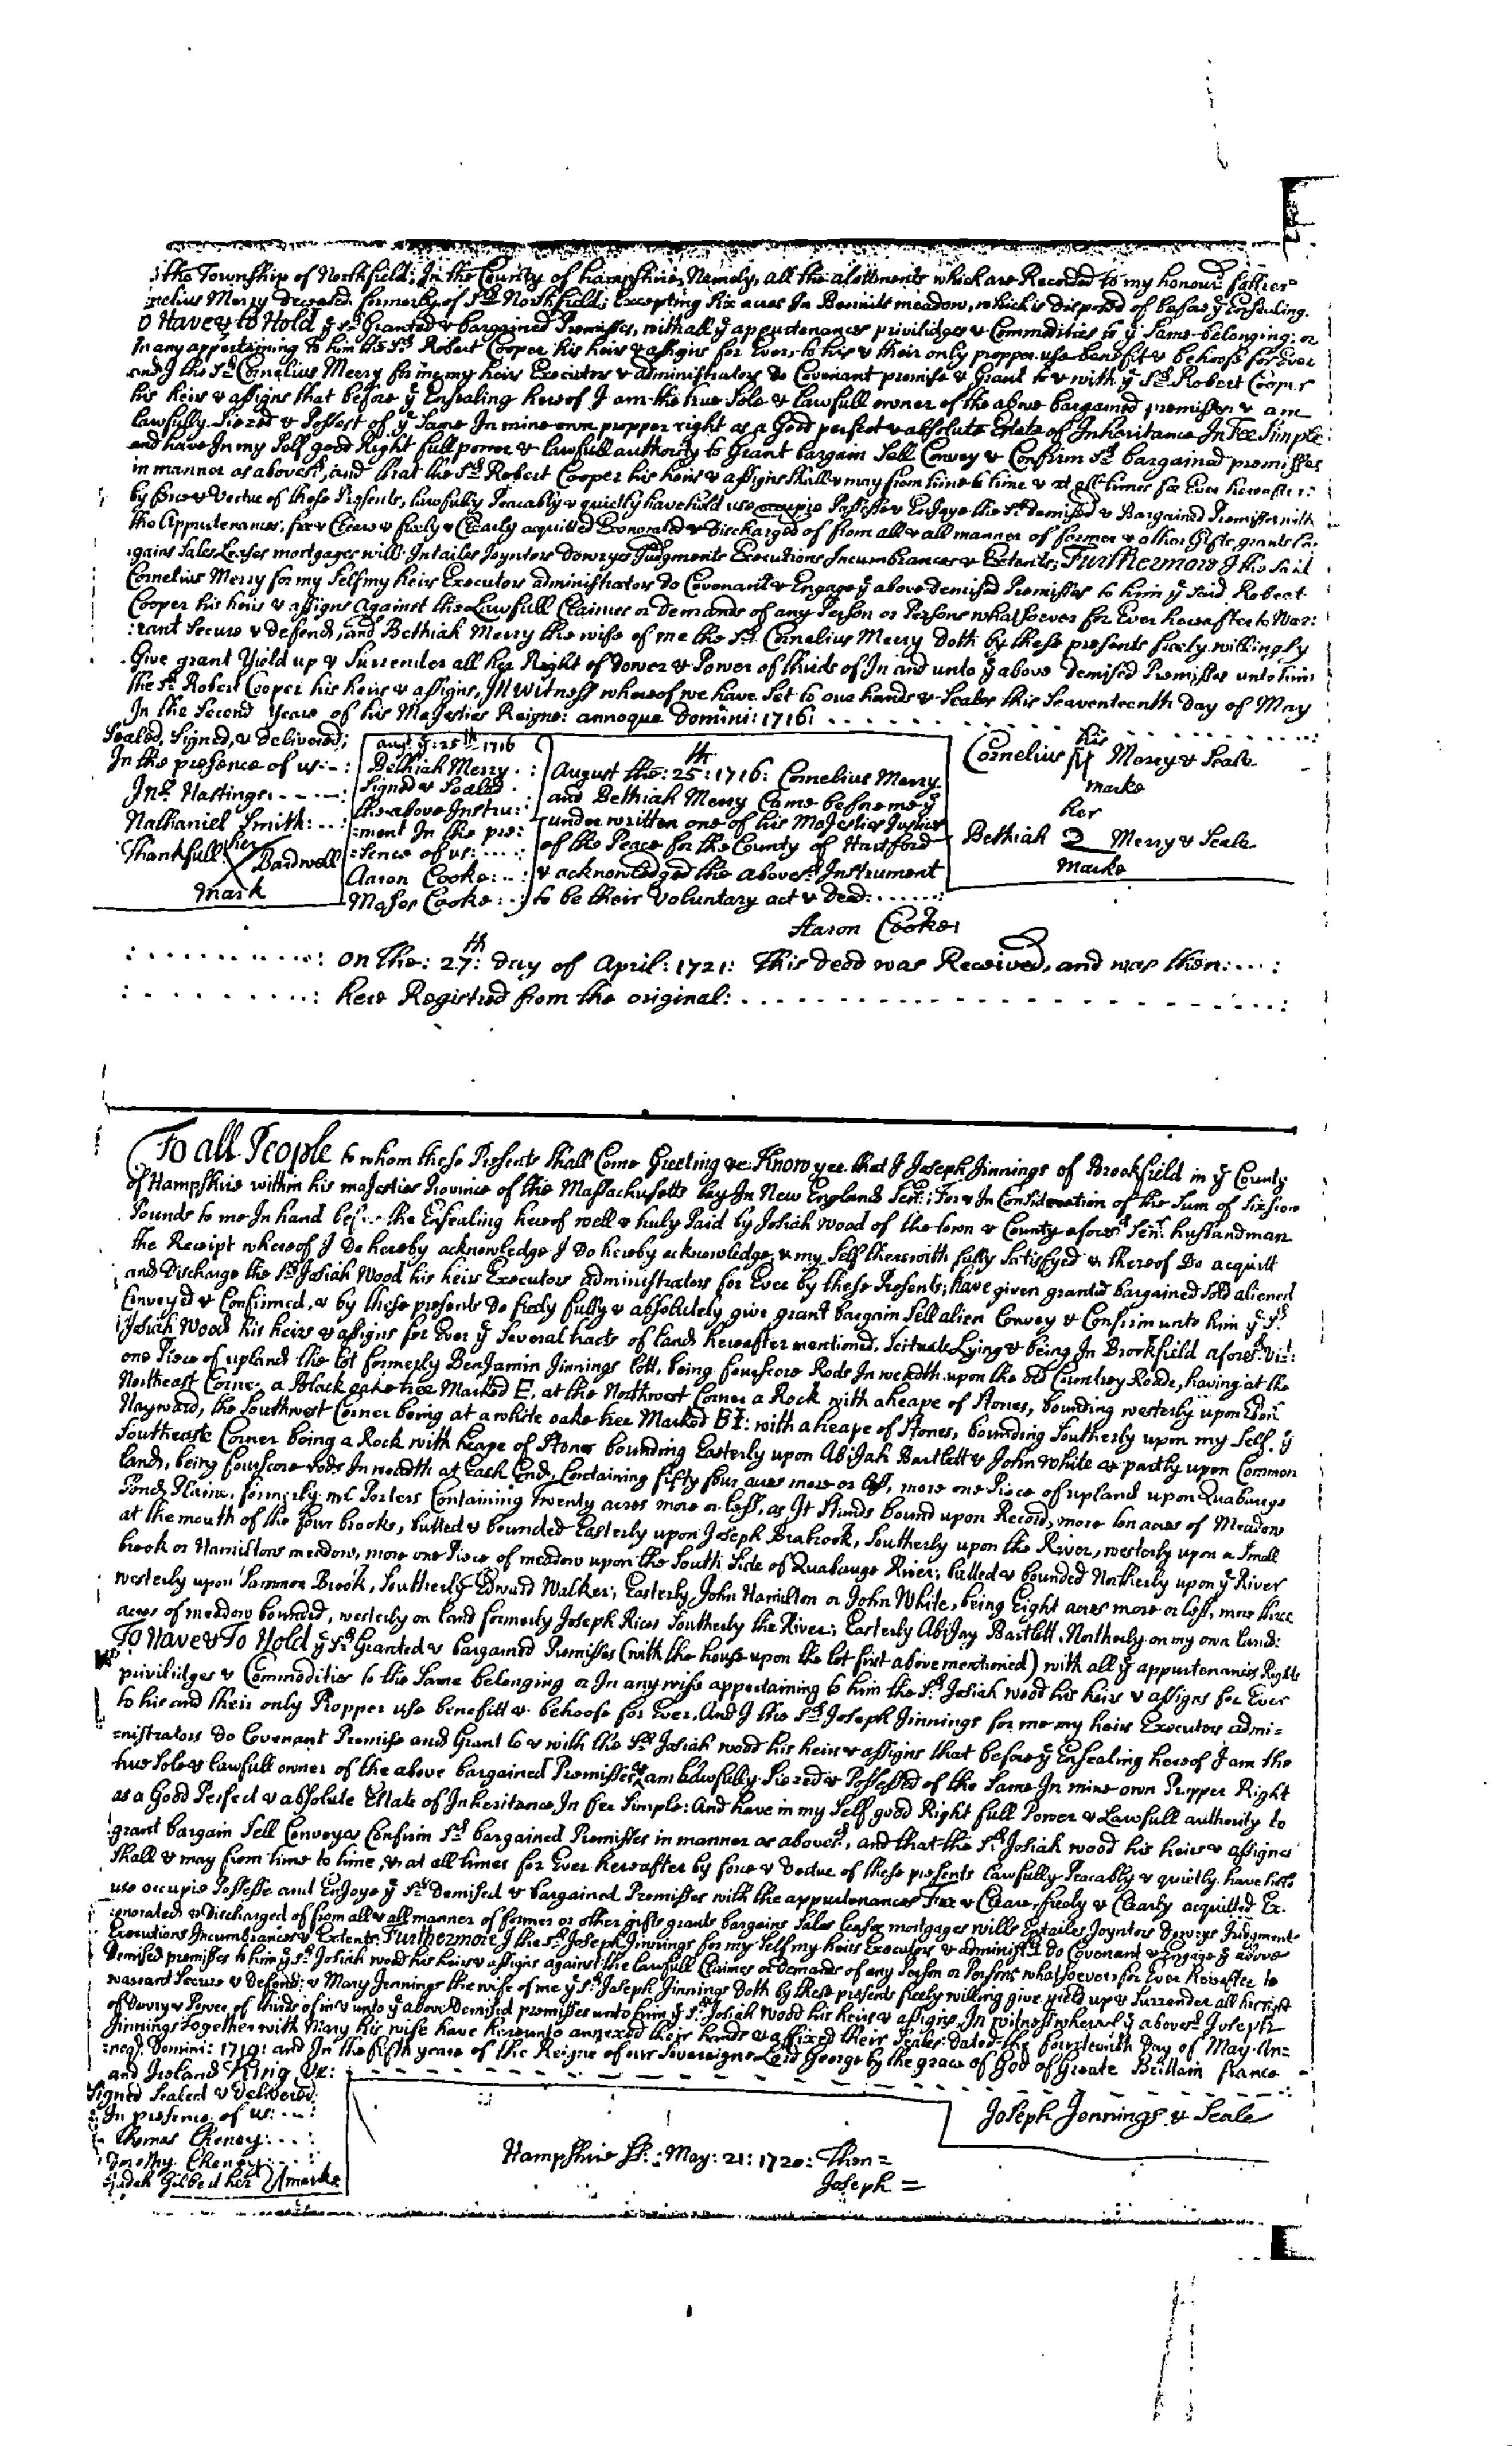 the Township of Northfield; In the County of hampshire, Namely, all the alottments which are Recorded to my honourd father
nelius Merry decesed, formerly of sd Northfield; Excepting six acres In Bennits meadow, which is disposed of before ye Ensealing.
o Have & to Hold ye sd Granted & bargained Premisses, with all ye appurtenances priviledges & Commodities to ye same belonging; or
In any appertaining to him the sd Robert Cooper his heirs & assigns for Ever: to his & their only propper use benefit & behoofe for Ever
and I the sd Cornelius Merry for me my heirs Executors & administrators do Covenant promise & Grant to & with ye sd Robert Cooper
his heirs & assigns that before ye Ensealing hereof I am the true sole & lawfull owner of the above bargained premisses & am
lawfully siezed & Possest of ye same In mine own propper right as a Good perfect & absolute Estate of Inheritance In Fee Simple:
and have In my self good Right full power & lawfull authority to Grant bargain Sell Convey & Confirm sd bargained premisses
in manner as abovesd, and that the sd Robert Cooper his heirs & assigns shall & may from time to time & at all times for Ever hereafter:
by force & vertue of these Presents, lawfully Peacably & quietly have hold use occupie Possesse & Enjoye the sd demised & Bargained Premisses with
the Appurtenances, free & Cleare & freely & Clearly acquitted Exonorated & discharged of from all & all manner of former & other Gifts, grants bar:
gains Sales Leases mortgages wills Intailes Joyntors dowrys Judgments Executions Incumbrances & Extents; Furthermore I the said
Cornelius Merry for my selfe my heirs Executors administrators do Covenant & Engage ye above demised Premisses to him ye said Robert
Cooper his heirs & assigns Against the Lawfull Claimes or demands of any Person or Persons whatsoever for Ever hereafter to War:
:rant Secure & defend, and Bethiah Merry the wife of me the sd Cornelius Merry doth by these presents freely willingly
Give grant Yield up & Surrender all her Right of dower & Power of thirds of In and unto ye above demised Premisses unto him
the sd Robert Cooper his heirs & assigns, In witness whereof we have set to our hands & seales this seaventeenth day of May
In the second yeare of his Majesties Reigne: annoque domini: 1716:
Sealed, Signed, & delivered;
In the presence of us: - :
Jno Hastings: - - - :
Nathaniel Smith: . . :
Thankfull her Bardwell
mark
augt ye: 25th 1716
Bethiah Merry . :
signed & sealed .
the above Instru: :
=ment In the pre:
:sence of us: . . . :
Aaron Cooke: . . :
Moses Cooke: . .
August the: 25th: 1716: Cornelius Merry
and Bethiah Merry Came before me ye
under written one of his Majesties Justices
of the Peace for the County of Hartford
& acknowledged the abovesd Instrument
to be their voluntary act & dead: . . . . . :
his
Cornelius Merry & Seale
marke
her
Bethiah 2 Merry & Seale
marke
Aaron Cooke:
: . . . . . . . . . . : on the: 27th: day of April: 1721: This dedd was Received, and was then: . . . :
: . . . . . . . . . : here Registred from the original: . . . . . . . . . . . :
To all People to whom these Presents shall Come Greeting &c: Know yee that I Joseph Jinnings of Brookfield in ye County
of Hampshire within his majesties Province of the Massachusetts bay In New England Senr; For & In Consideration of the Sum of Sixscore
Pounds to me In hand before the Ensealing hereof well & truly Paid by Josiah Wood of the town & County aforesd Senr husbandman
the Receipt whereof I Do hereby acknowledge I Do hereby acknowledge, & my self therewith fully satisfyed & thereof Do acquitt
and Discharge the sd Josiah Wood his heirs Executors administrators for Ever by these Presents; have given granted bargained sold aliened
Conveyed & Confirmed, & by these presents Do freely fully & absolutely give grant bargain Sell alien Convey & Confirm unto him ye sd
Josiah Wood his heirs & assigns for Ever ye several tracts of land hereafter mentioned, Scituate Lying & being In Brookfield aforesd: vizt:
one Piece of upland the lot formerly Benjamin Jinnings lott, being fourscore Rods In weadth upon the old Countrey Roade, having at the
Northeast Corner a Black oake tree Marked E, at the Northwest Corner a Rock with a heape of stones, bounding westerly upon
Hayward, the Southwest Corner being at a white oake tree Marked BI: with a heape of stones, bounding Southerly upon my self, ye
Southeaste Corner being a Rock with heape of stones bounding Easterly upon Abijah Bartlett & John White & partly upon Common
land, being fourscore rods In weadth at Each End, Containing fifty four acres more or less, more one Piece of upland upon Quabauge
Pond Plaine, formerly mr Porters Containing Twenty acres more or less, as It stands bound upon Record, more ten acres of Meadow
at the mouth of the four brooks, butted & bounded Easterly upon Joseph Brabrook, Southerly upon the River, westerly upon a small
brook or Hamiltons meadow, more one Piece of meadow upon the South side of Quabauge River; butted & bounded Northerly upon ye River
westerly upon Sammon Brook, Southerly Edward Walker; Easterly John Hamilton or John White, being Eight acres more or less, more three
acres of meadow bounded, westerly on land formerly Joseph Rices Southerly the River; Easterly Abijay Bartlett, Northerly on my own land:
To Have & To Hold ye sd Granted & bargained Premisses (with the house upon the lot first above mentioned) with all ye appurtenancies Rights
priviliidges & Commodities to the same belonging or In any wise appertaining to him the sd Josiah wood his heirs & assigns for Ever
to his and their only Propper use benefitt & behoofe for Ever, And I the sd Joseph Jinnings for me my heirs Executors admi=
=nistrators do Covenant Promise and Grant to & with the sd Josiah wood his heirs & assigns that before ye Ensealing hereof I am the
true sole & lawfull owner of the above bargained Premisses & am Lawfully Siezed & Possessed of the same In mine own Propper Right
as a Good Perfect & absolute Estate of Inheritance In fee Simple: And have in my self good Right full Power & Lawfull authority to
grant bargain Sell Convey & Confirm sd bargained Premisses in manner as abovesd, and that the sd Josiah wood his heirs & assigns
shall & may from time to time, & at all times for Ever hereafter by force & vertue of these presents lawfully Peacably & quietly have hold
use occupie Possesse and Enjoye ye sd demised & bargained Premisses with the appurtenances Free & Cleare, freely & Clearly acquitted Ex:
:onorated & discharged of from all & all manner of former or other gifts grants bargains Sales leases mortgages wills Entailes Joyntors dowrys Judgments
Executions Incumbrances & Extents. Furthermore I the sd Joseph Jinnings for my self my heirs Executors & administrs do Covenant & Engage ye above
demised premisses to him ye sd Josiah wood his heirs & assigns against the lawfull Claimes or demands of any Person or Persons whatsoever for Ever hereafter to
warrant Secure & defend: & Mary Jennings the wife of me ye sd Joseph Jinnings doth by these presents freely willing give yield up & Surrender all her right
of dowry & Power of thirds of in & unto ye above demised premisses unto him ye sd Josiah Wood his heirs & assigns, In witness whereof ye abovesd Joseph
Jinnings together with Mary his wife have hereunto annexed their hands & affixed their seales: dated the fourteenth Day of May An=
=noq: Domini: 1719: and In the fifth yeare of the Reigne of our Sovereigne Lord George by the grace of God of Greate Brittain france
and Ireland King &c:
Signed Sealed & delivered
In presence of us: . . . :
Thomas Cheney: . . . :
Timothy Cheney:
Judah Gilbert her marke
Joseph Jennings & Seale
Hampshire ss: May: 21: 1720: Then =
Joseph =